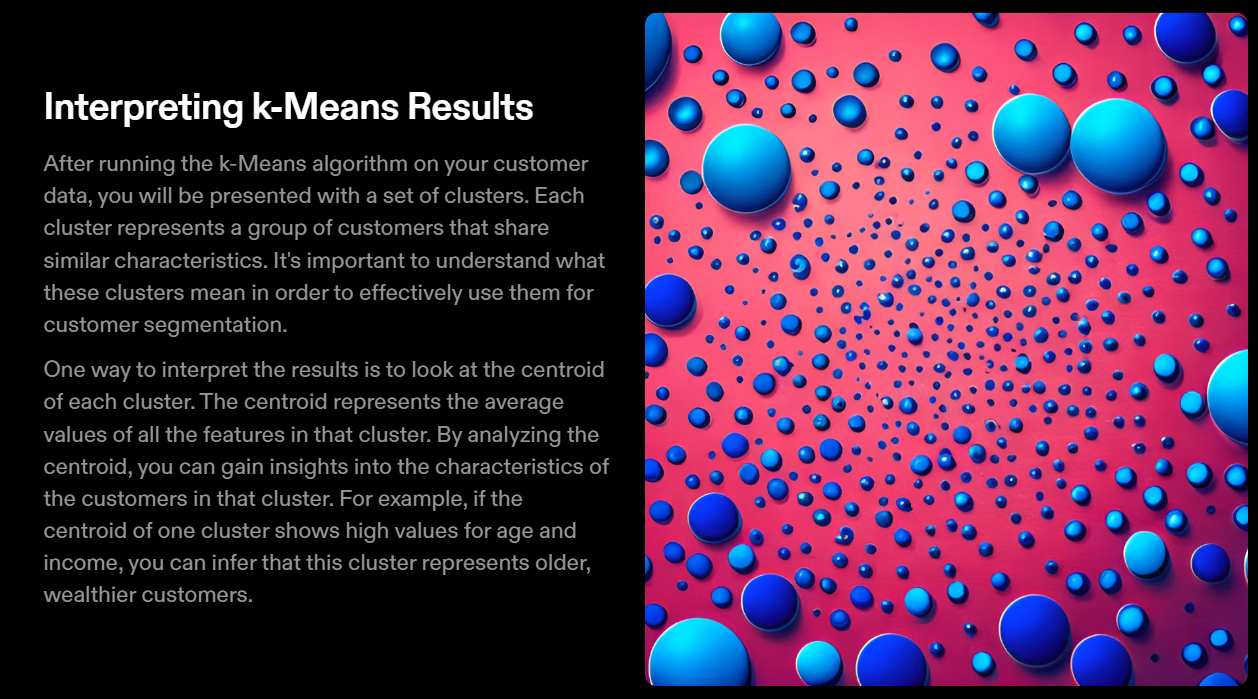 Interpreting k-Means Results
After running the k-Means algorithm on your customer
data, you will be presented with a set of clusters. Each
cluster represents a group of customers that share
similar characteristics. It's important to understand what
these clusters mean in order to effectively use them for
customer segmentation.
One way to interpret the results is to look at the centroid
of each cluster. The centroid represents the average
values of all the features in that cluster. By analyzing the
centroid, you can gain insights into the characteristics of
the customers in that cluster. For example, if the
centroid of one cluster shows high values for age and
income, you can infer that this cluster represents older,
wealthier customers.